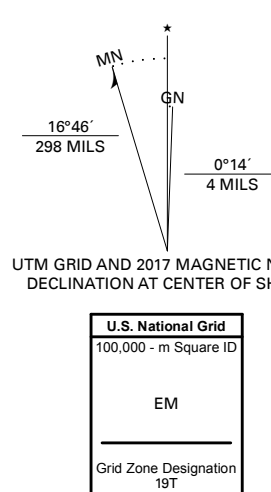 ★
MN
GN
16°46´
298 MILS
0°14´
4 MILS
UTM GRID AND 2017 MAGNETIC
DECLINATION AT CENTER OF
U.S. National Grid
100,000 - m Square ID
EM
Grid Zone Designation
19T